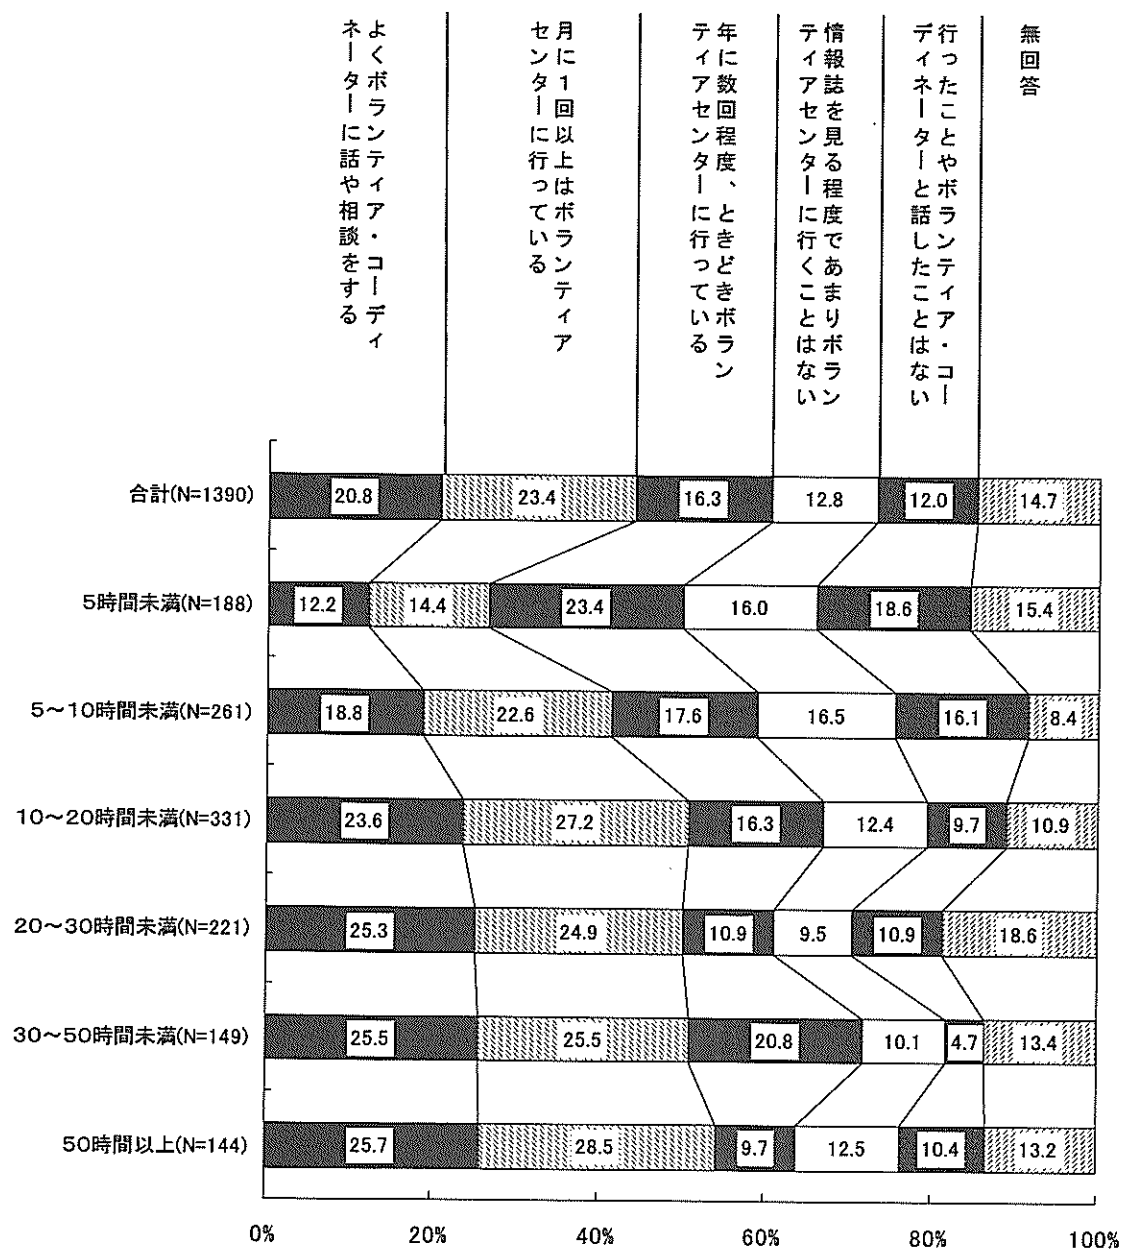 よくボランティア・コーディ
ネーターに話や相談をする
月に1回以上はボランティア
センターに行っている
年に数回程度、ときどきボラン
ティアセンターに行っている
情報誌を見る程度であまりボラン
ティアセンターに行くことはない
行ったことやボランティア・コー
ディネーターと話したことはない
無回答
合計(N=1390) 20.8 23.4 16.3 12.8 12.0 14.7
5時間未満(N=188) 12.2 14.4 23.4 16.0 18.6 15.4
5～10時間未満(N=261) 18.8 22.6 17.6 16.5 16.1 8.4
10～20時間未満(N=331) 23.6 27.2 16.3 12.4 9.7 10.9
20～30時間未満(N=221) 25.3 24.9 10.9 9.5 10.9 18.6
30～50時間未満(N=149) 25.5 25.5 20.8 10.1 4.7 13.4
50時間以上(N=144) 25.7 28.5 9.7 12.5 10.4 13.2
0% 20% 40% 60% 80% 100%